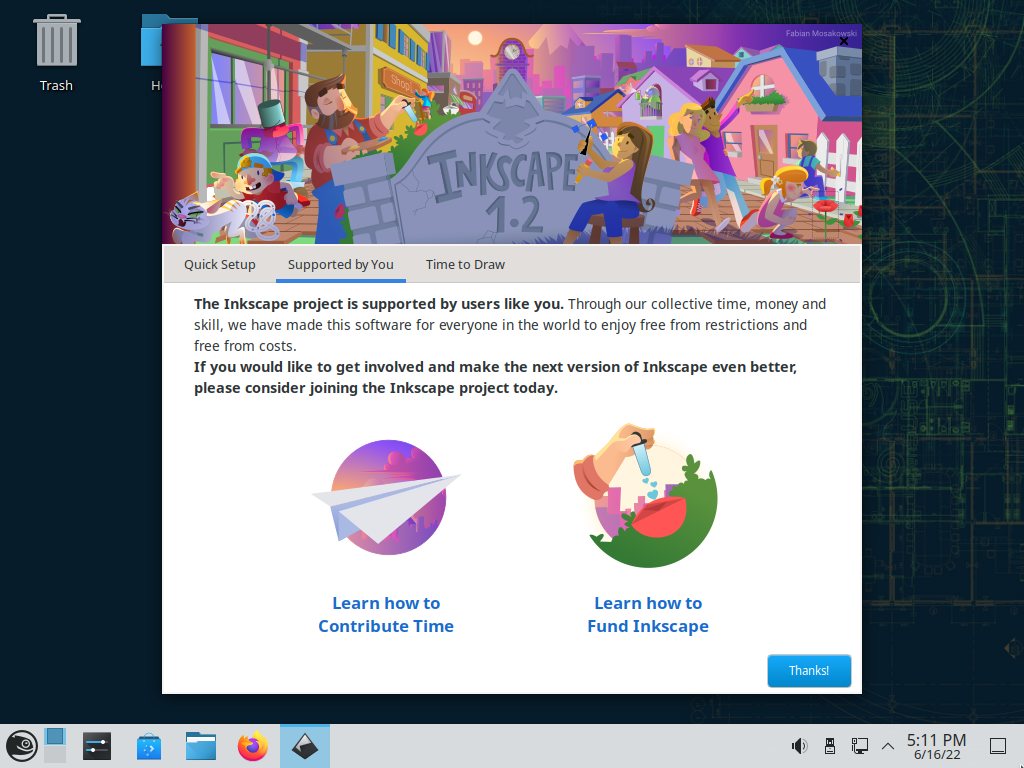 Trash
Fabian Mosakowski
Shop
INKSCAPE
1.2
Quick Setup
Supported by You
Time to Draw
The Inkscape project is supported by users like you. Through our collective time, money and
skill, we have made this software for everyone in the world to enjoy free from restrictions and
free from costs.
If you would like to get involved and make the next version of Inkscape even better,
please consider joining the Inkscape project today.
Learn how to
Contribute Time
Learn how to
Fund Inkscape
Thanks!
5:11 PM
6/16/22